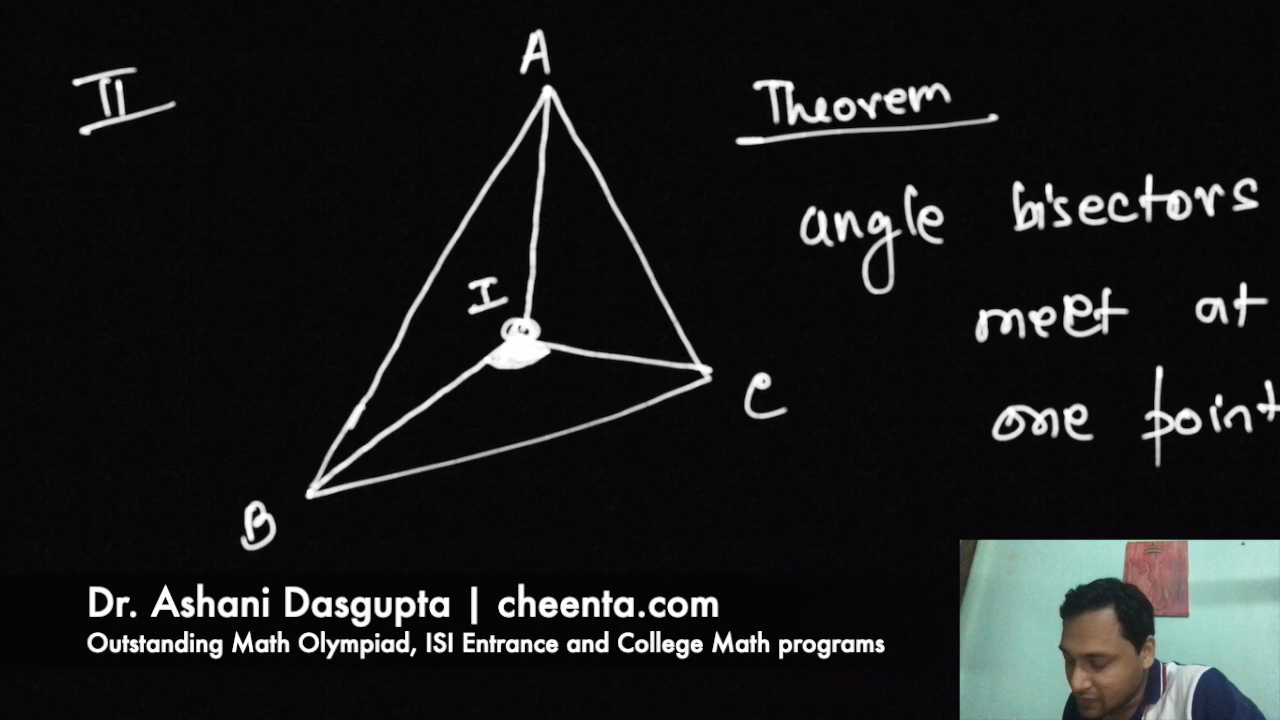 II
A
Theorem
angle bisectors
meet at
one point
I
C
B
Dr. Ashani Dasgupta | cheenta.com
Outstanding Math Olympiad, ISI Entrance and College Math programs